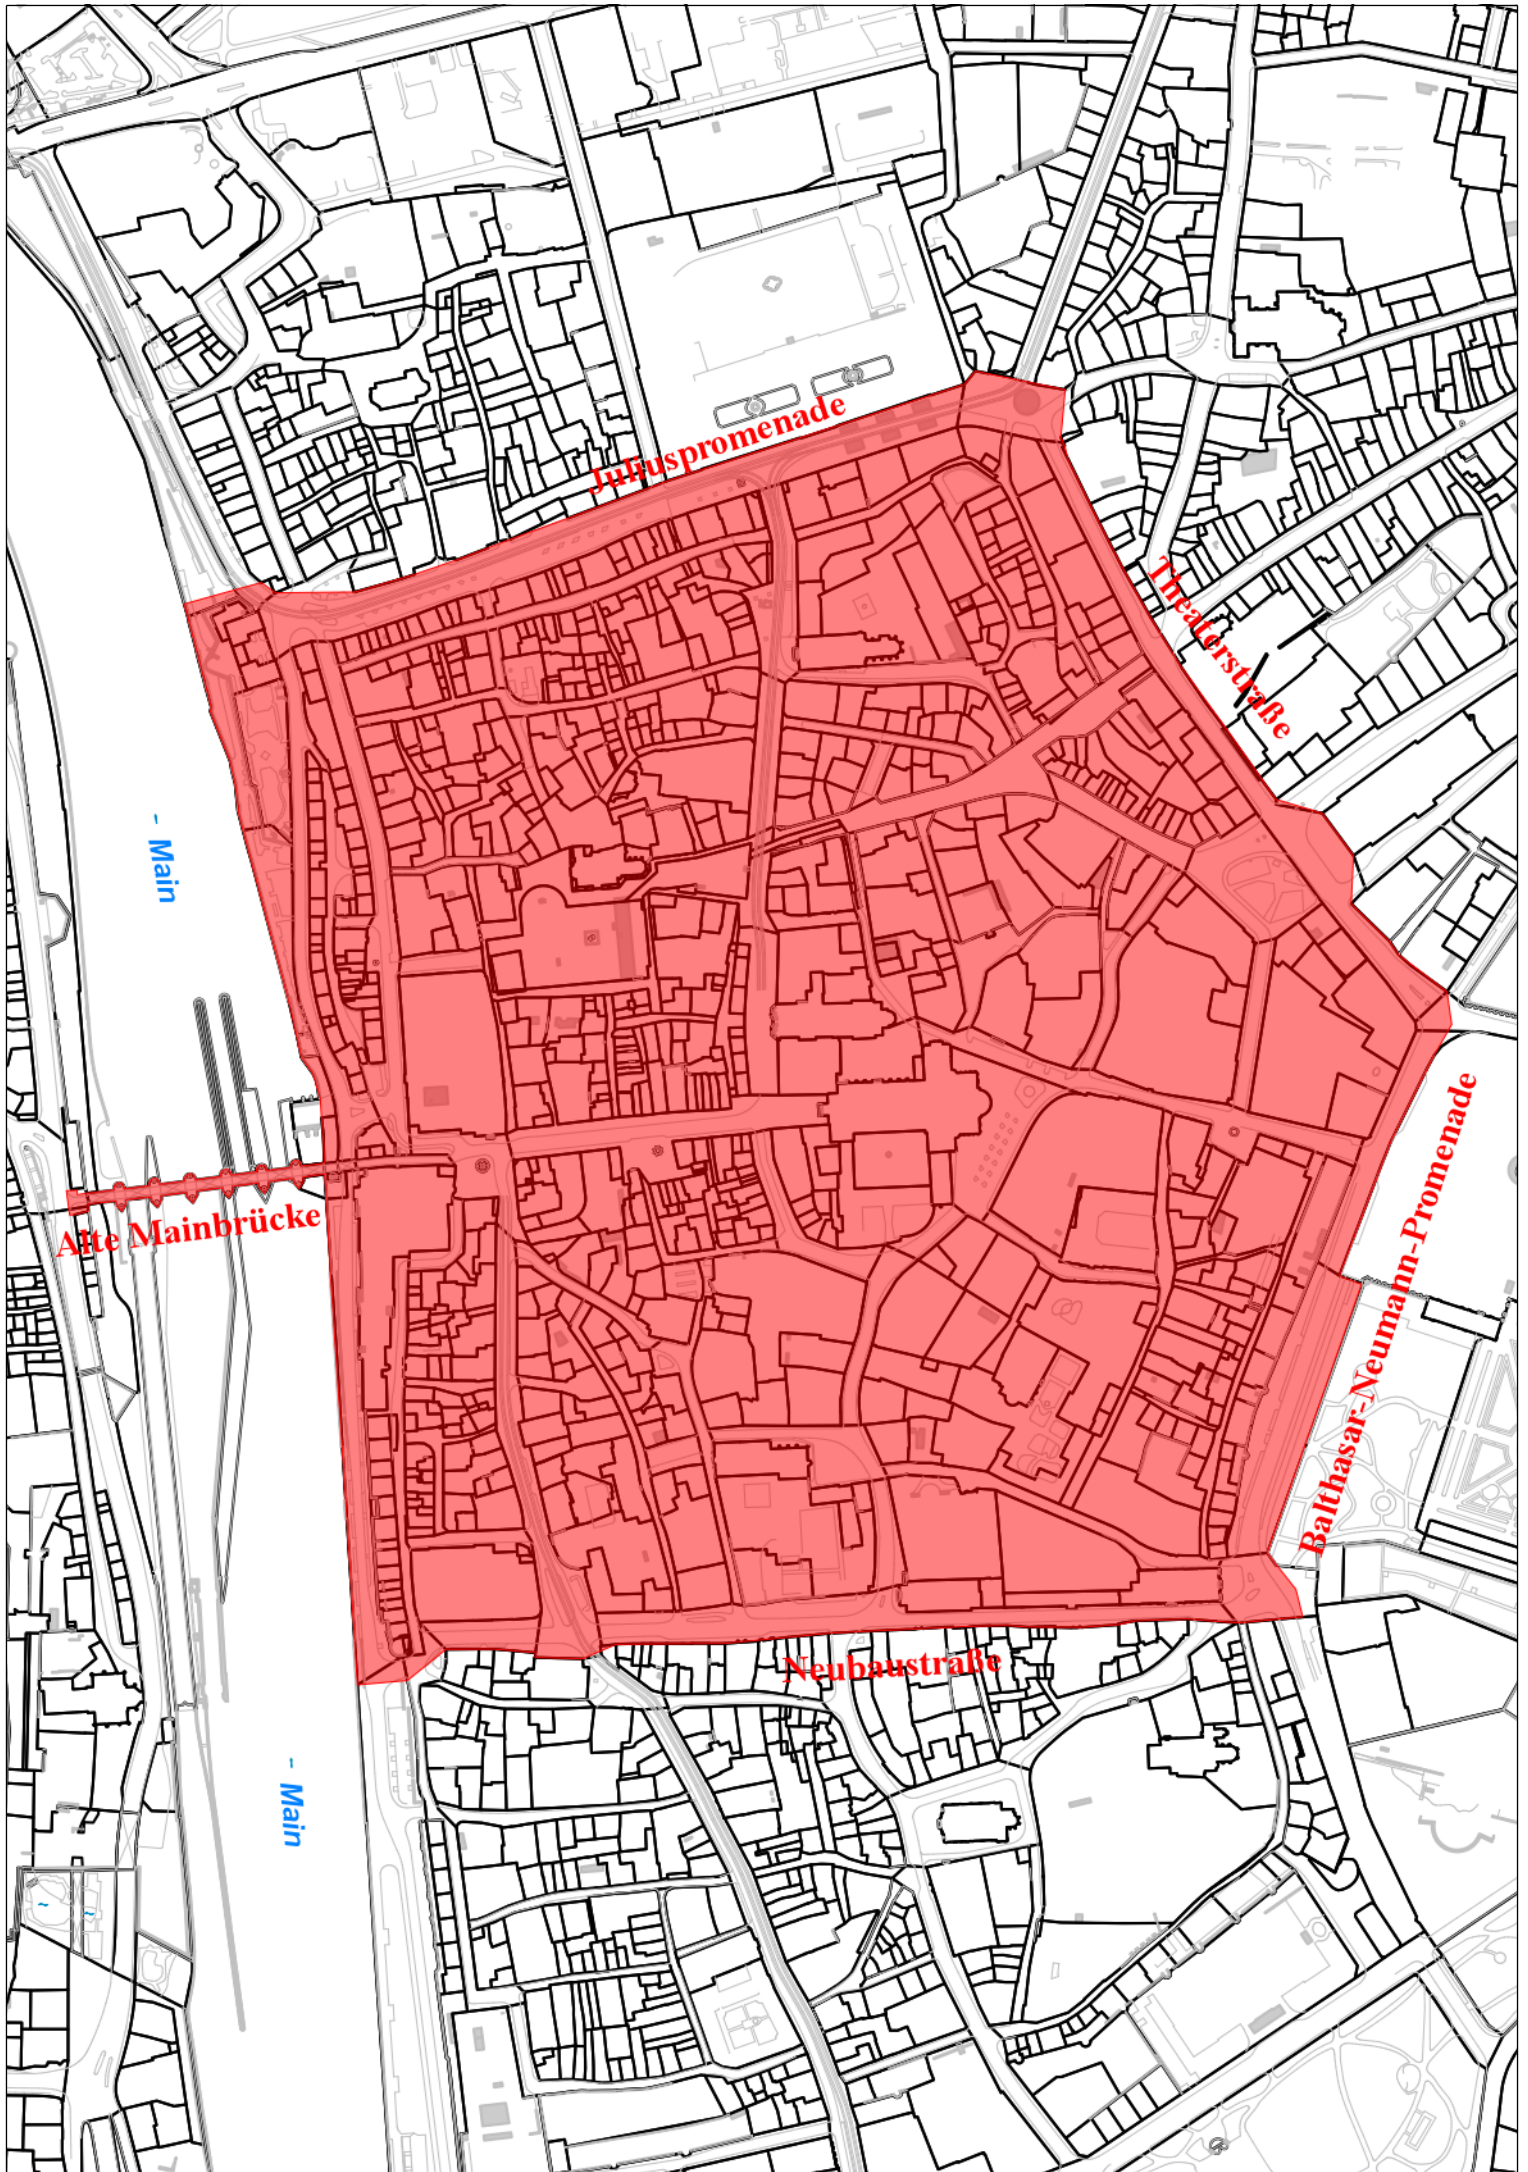 Juliuspromenade
Theaterstraße
- Main
Alte Mainbrücke
Balthasar-Neumann-Promenade
Neubaustraße
- Main